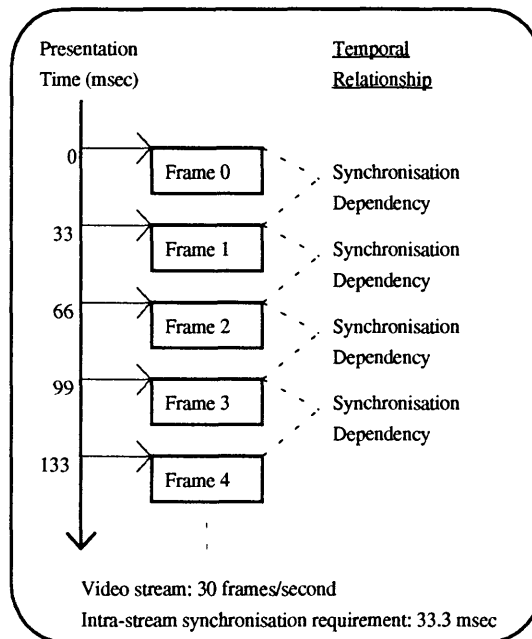 Presentation
Time (msec)
Temporal
Relationship
0
Frame 0
Synchronisation
Dependency
33
Frame 1
Synchronisation
Dependency
66
Frame 2
Synchronisation
Dependency
99
Frame 3
Synchronisation
Dependency
133
Frame 4
Video stream: 30 frames/second
Intra-stream synchronisation requirement: 33.3 msec